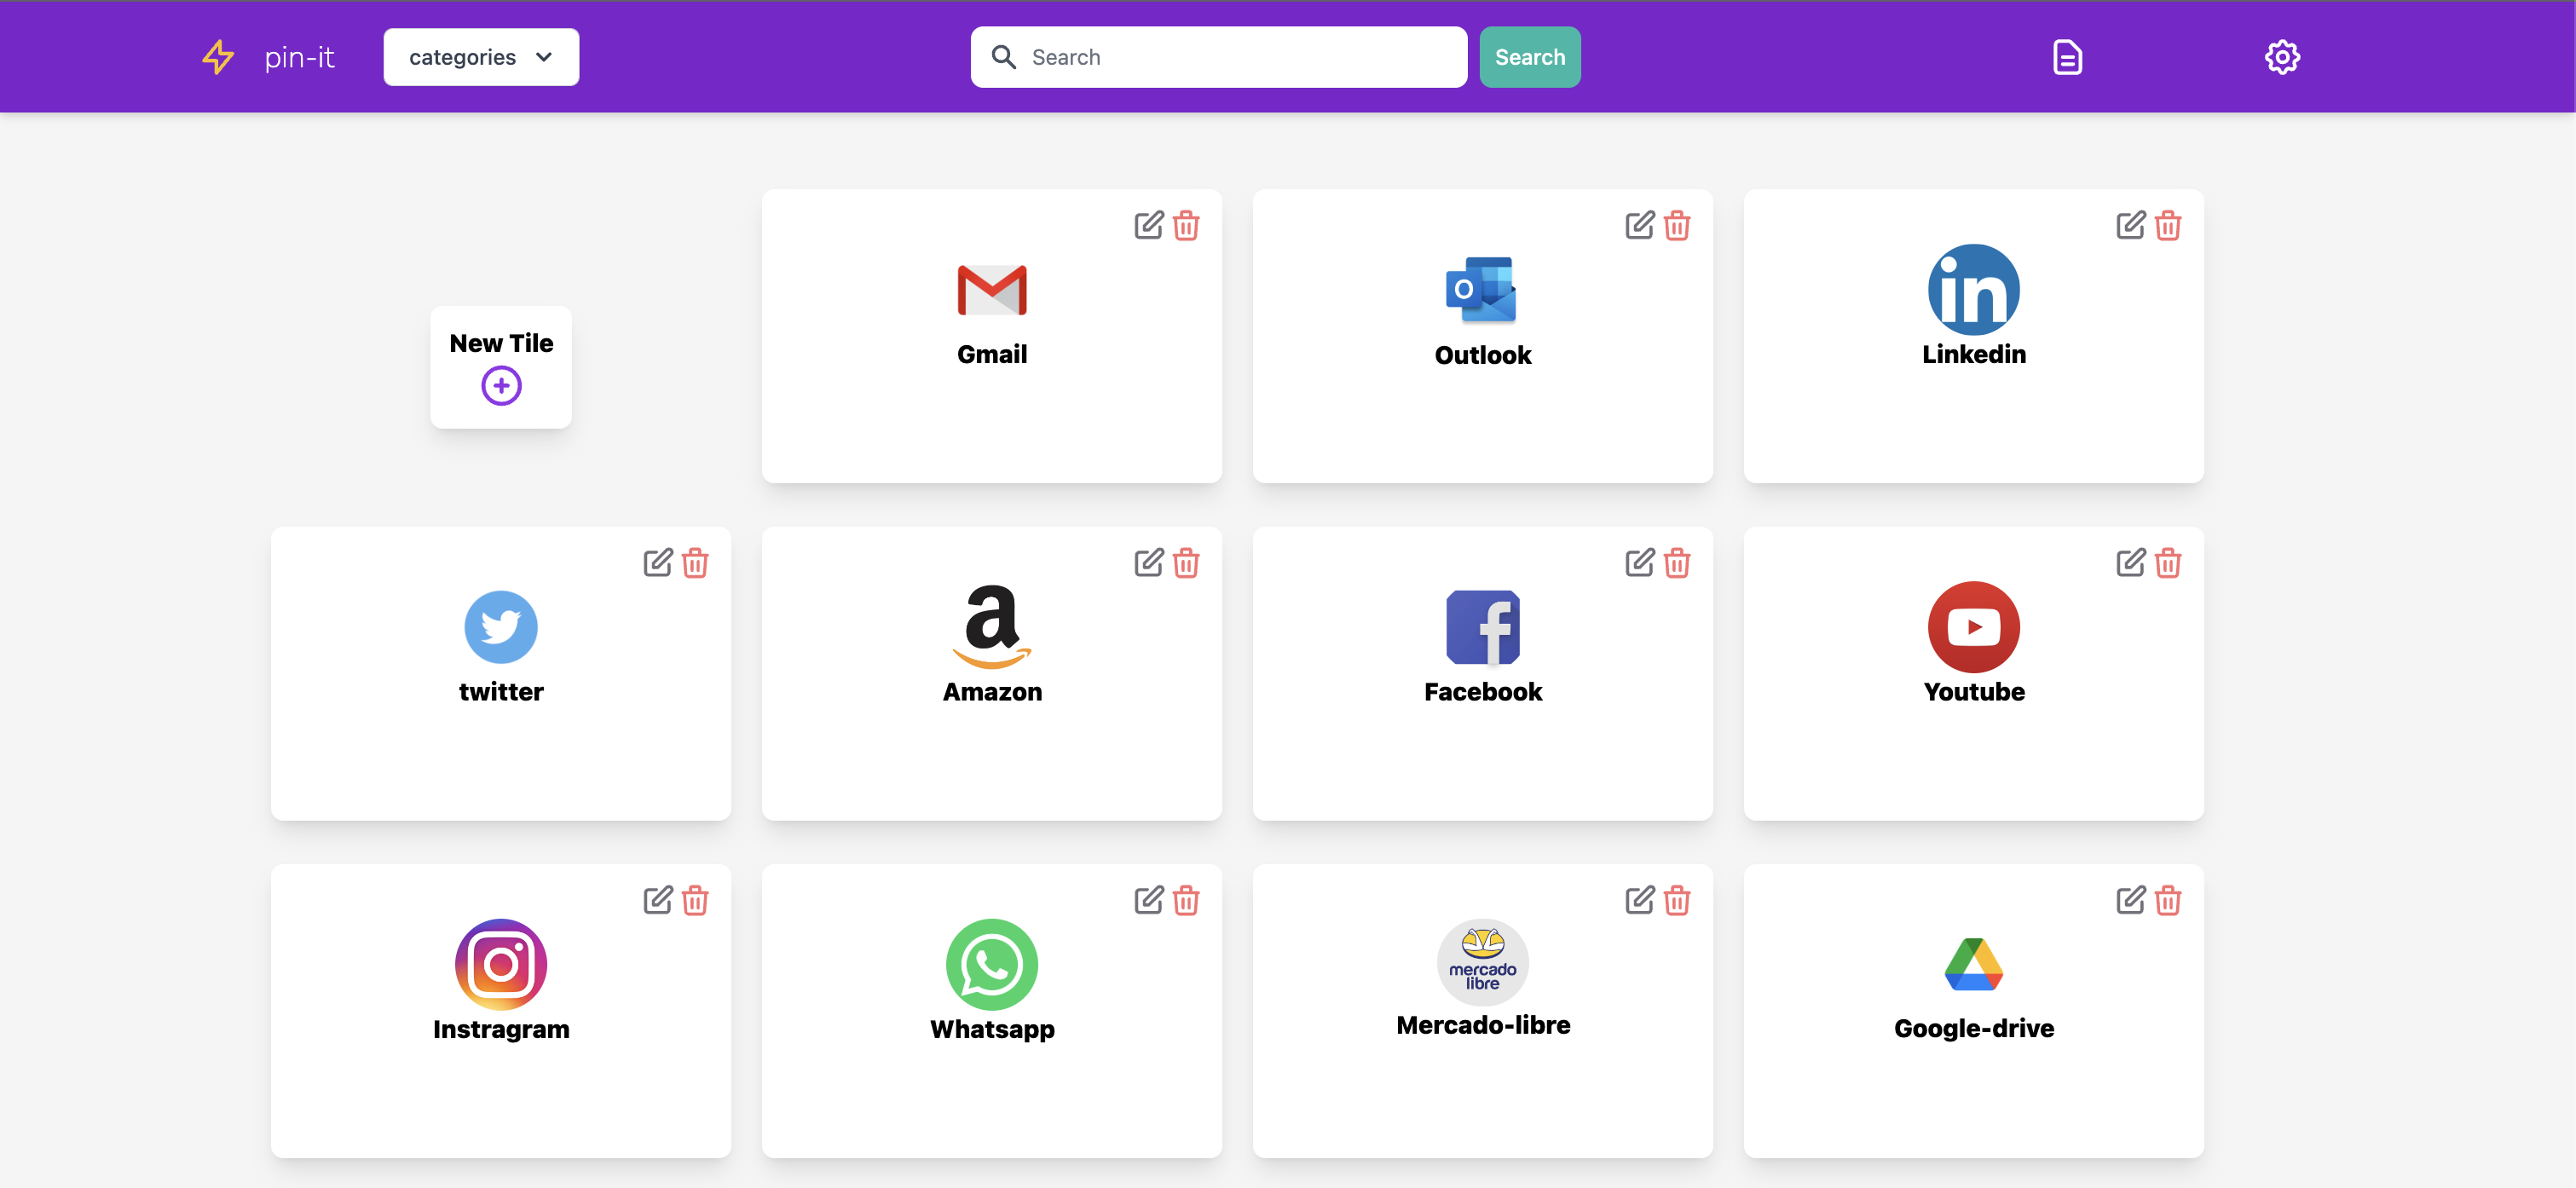 pin-it
categories
Search
Search
New Tile
Gmail
O
Outlook
in
Linkedin
twitter
a
Amazon
f
Facebook
Youtube
Instragram
Whatsapp
mercado
libre
Mercado-libre
Google-drive